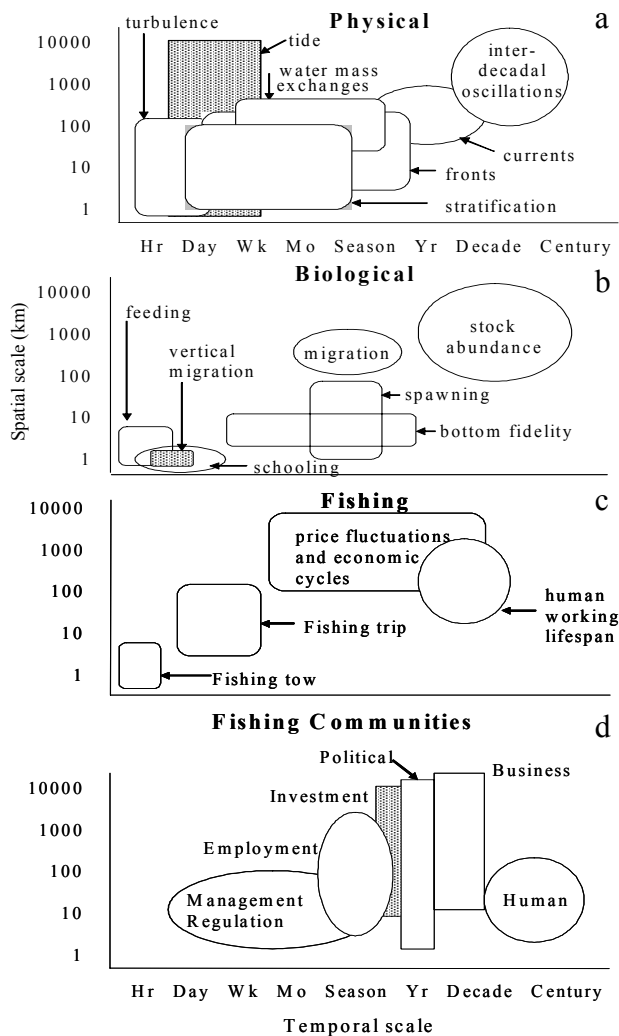 turbulence
Physical
a
tide
10000
1000
100
10
1
water mass
exchanges
inter-
decadal
oscillations
currents
fronts
stratification
Hr Day Wk Mo Season Yr Decade Century
Biological
b
Spatial scale (km)
10000
1000
100
10
1
feeding
vertical
migration
migration
stock
abundance
spawning
bottom fidelity
schooling
Fishing
c
10000
1000
100
10
1
price fluctuations
and economic
cycles
human
working
lifespan
Fishing trip
Fishing tow
Fishing Communities
d
Political
Business
Investment
10000
1000
100
10
1
Employment
Management
Regulation
Human
Hr Day Wk Mo Season Yr Decade Century
Temporal scale